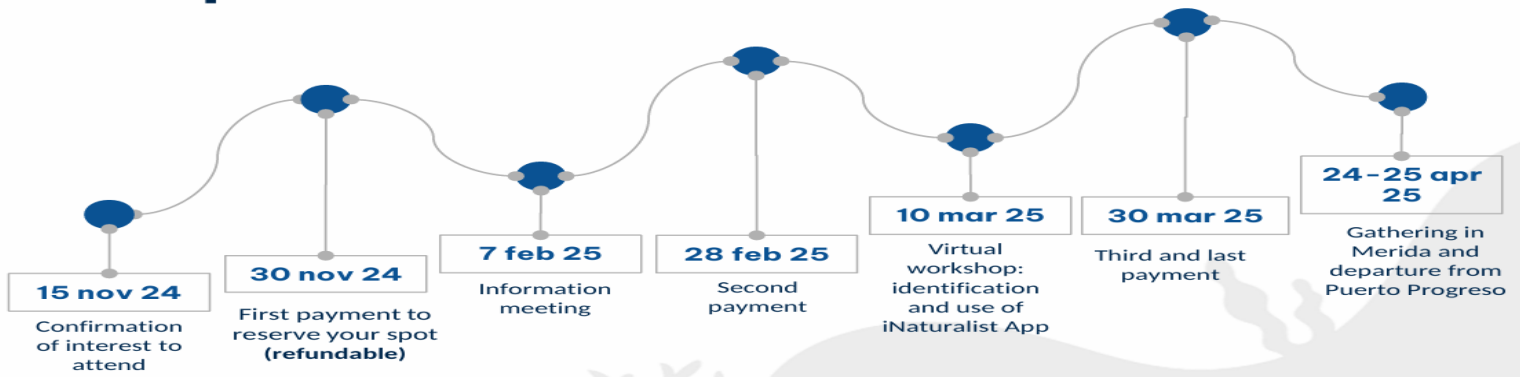 15 nov 24
Confirmation
of interest to
attend
30 nov 24
First payment to
reserve your spot
(refundable)
7 feb 25
Information
meeting
28 feb 25
Second
payment
10 mar 25
Virtual
workshop:
identification
and use of
iNaturalist App
30 mar 25
Third and last
payment
24-25 apr
25
Gathering in
Merida and
departure from
Puerto Progreso